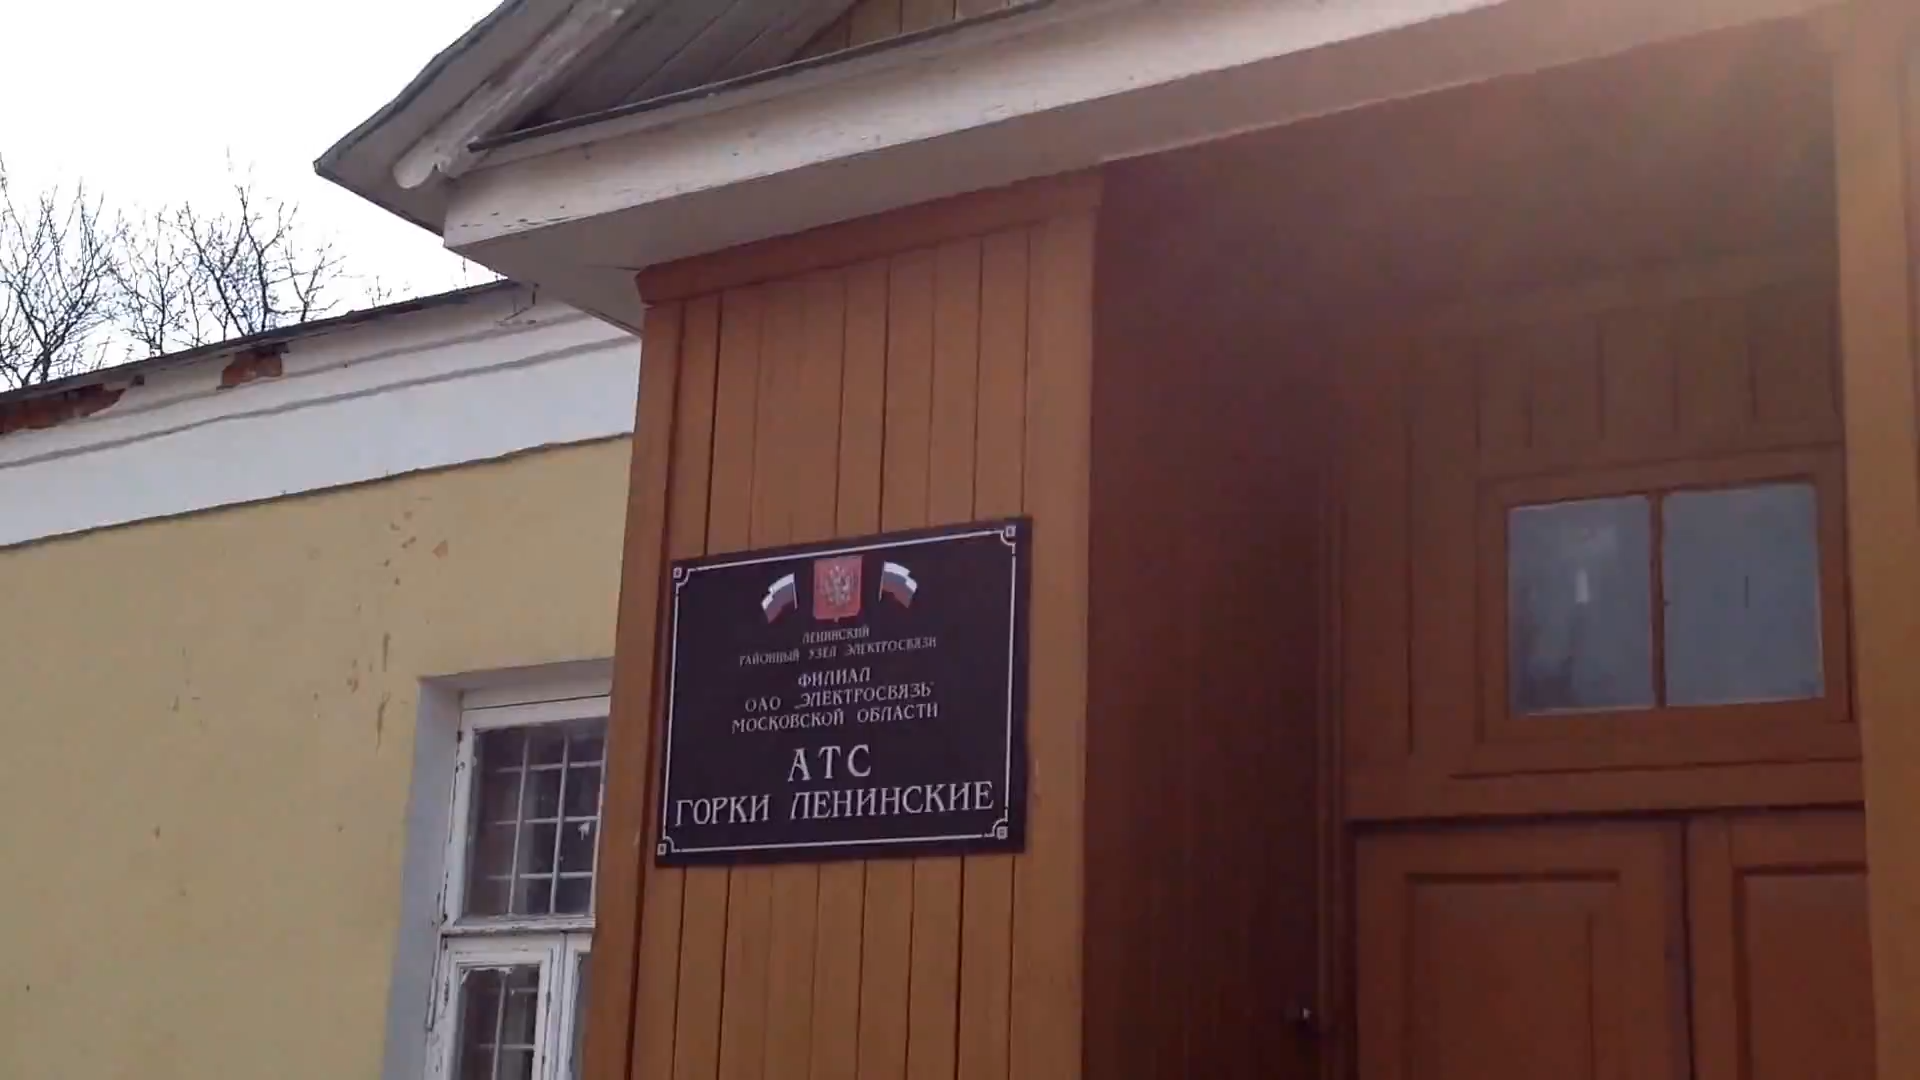 ЛЕНИНСКИЙ
РАЙОННЫЙ УЗЕЛ ЭЛЕКТРОСВЯЗИ
ФИЛИАЛ
ОАО „ЭЛЕКТРОСВЯЗЬ"
МОСКОВСКОЙ ОБЛАСТИ
АТС
ГОРКИ ЛЕНИНСКИЕ